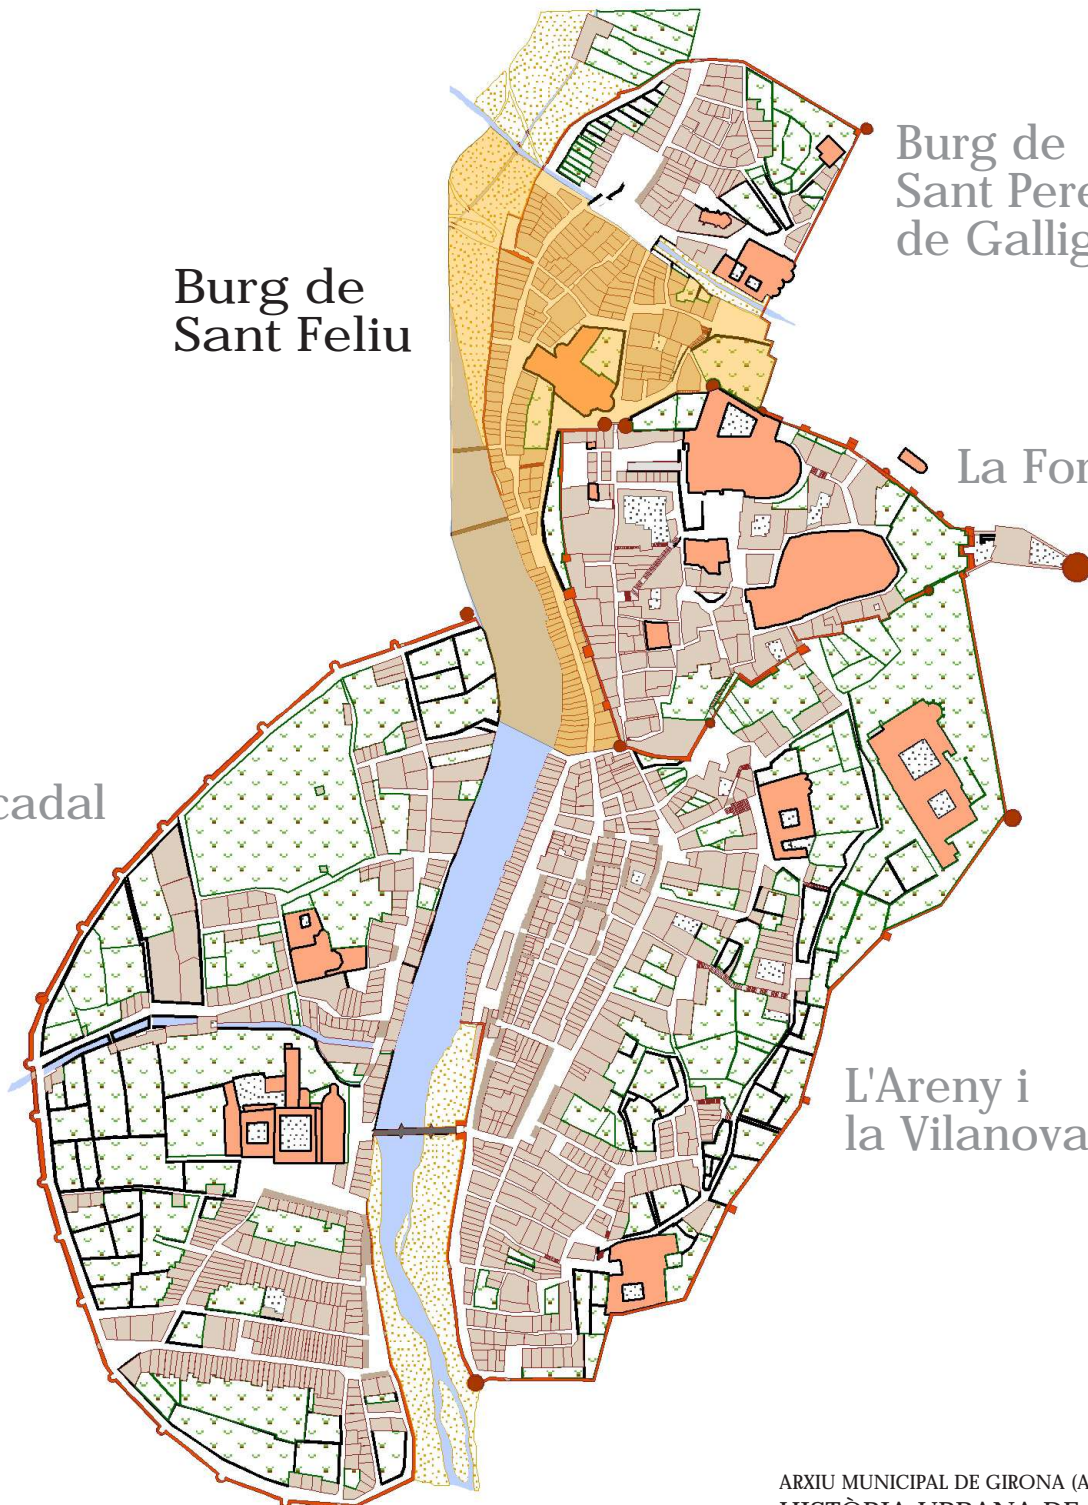 Burg de
Sant Pere
de Gallig
Burg de
Sant Feliu
La For
cadal
L'Areny i
la Vilanova
ARXIU MUNICIPAL DE GIRONA (A